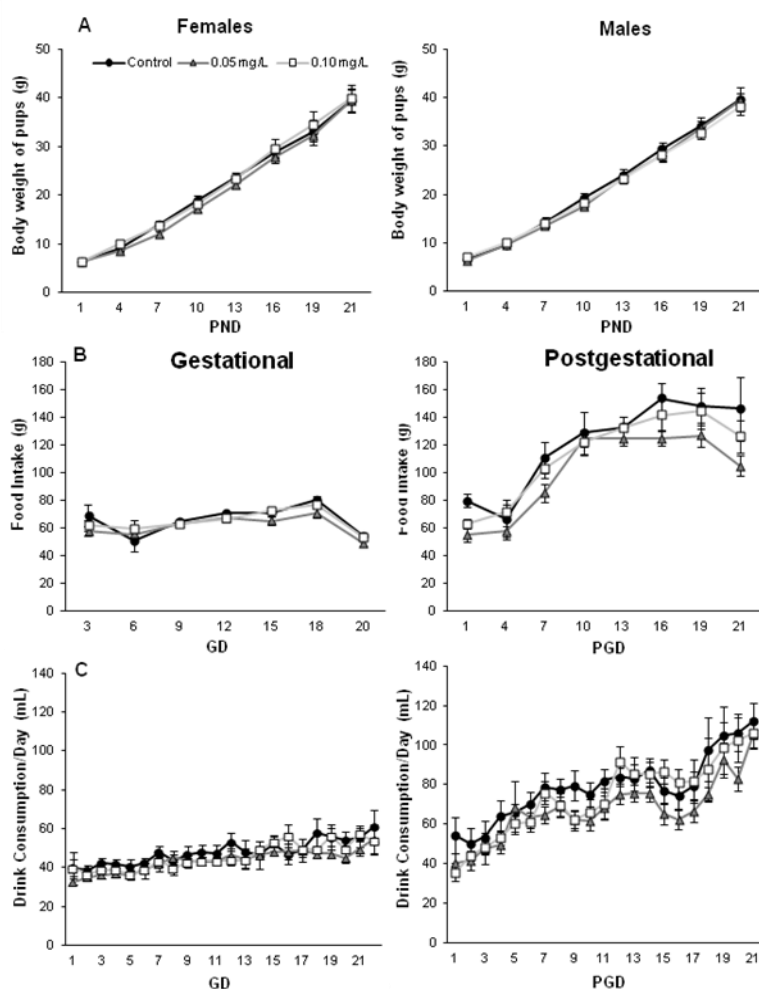 A
Females
Males
Control 0.05 mg/L 0.10 mg/L
Body weight of pups (g)
50
40
30
20
10
0
1 4 7 10 13 16 19 21
PND
Body weight of pups (g)
50
40
30
20
10
0
1 4 7 10 13 16 19 21
PND
B
Gestational
Postgestational
Food Intake (g)
180
160
140
120
100
80
60
40
20
0
3 6 9 12 15 18 20
GD
Food Intake (g)
180
160
140
120
100
80
60
40
20
0
1 4 7 10 13 16 19 21
PGD
C
Drink Consumption/Day (mL)
140
120
100
80
60
40
20
0
1 3 5 7 9 11 13 15 17 19 21
GD
Drink Consumption/Day (mL)
140
120
100
80
60
40
20
0
1 3 5 7 9 11 13 15 17 19 21
PGD